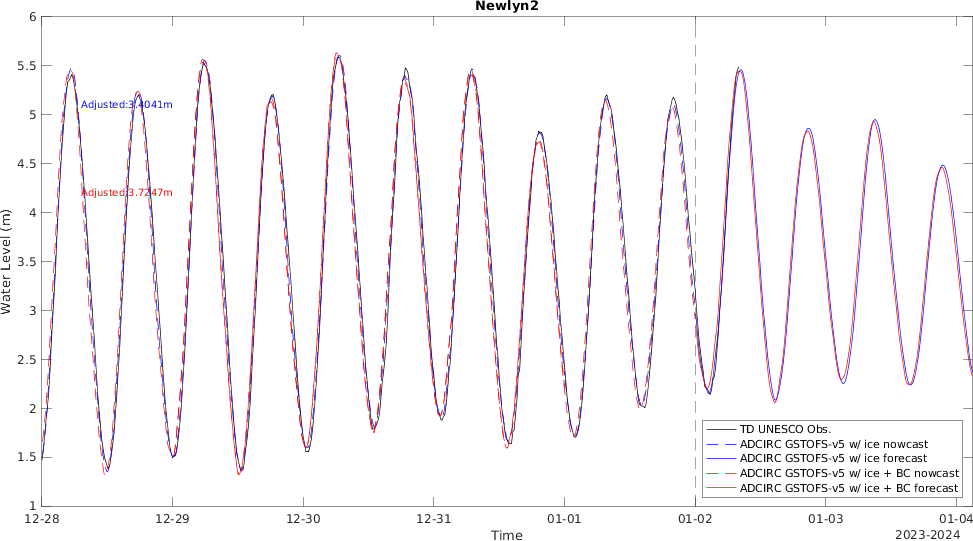 Newlyn2
6
5.5
5
4.5
4
3.5
3
2.5
2
1.5
1
Water Level (m)
Adjusted:3.4041m
Adjusted:3.7247m
TD UNESCO Obs.
ADCIRC GSTOFS-v5 w/ ice nowcast
ADCIRC GSTOFS-v5 w/ ice forecast
ADCIRC GSTOFS-v5 w/ ice + BC nowcast
ADCIRC GSTOFS-v5 w/ ice + BC forecast
12-28 12-29 12-30 12-31 01-01 01-02 01-03 01-04
Time
2023-2024